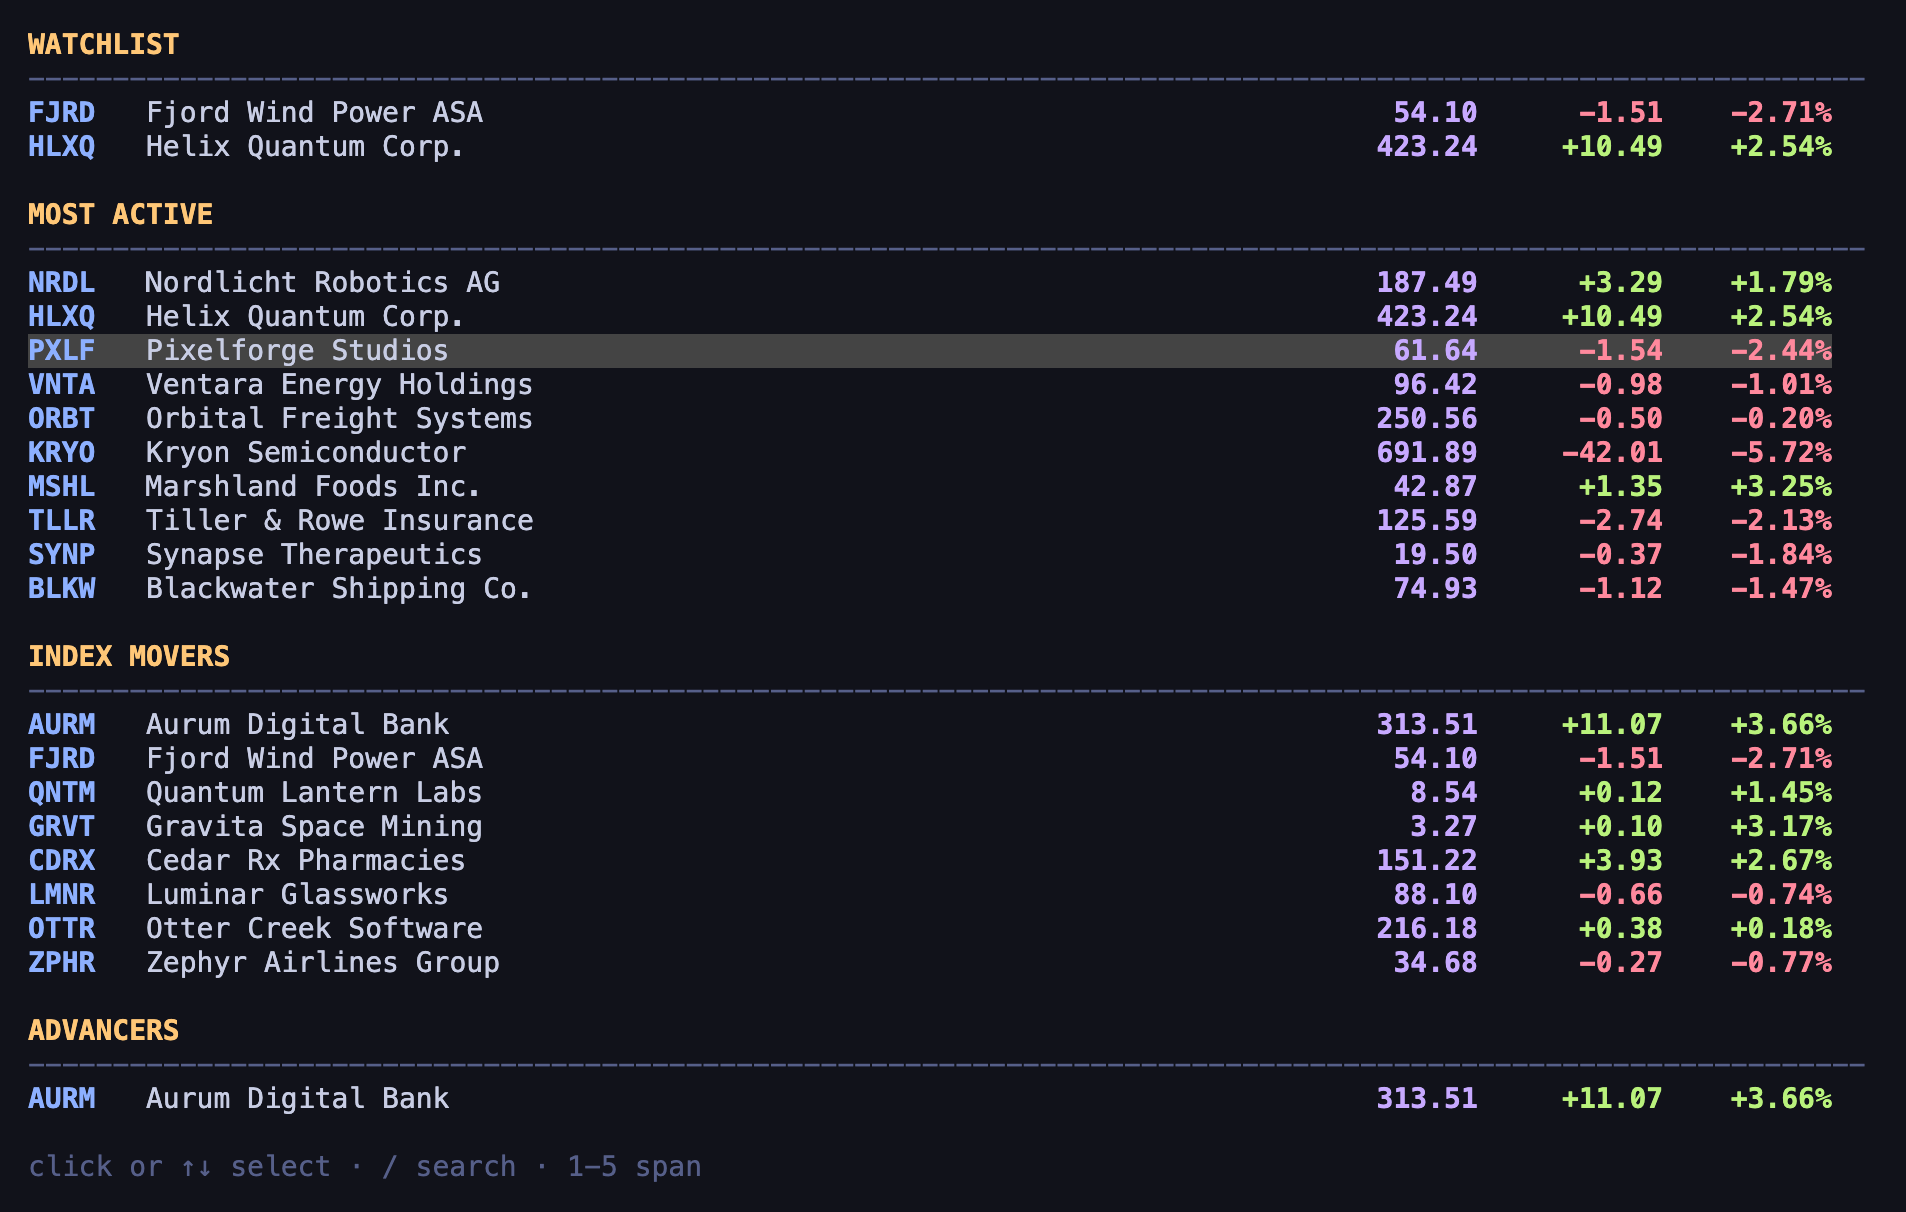 WATCHLIST
FJRD Fjord Wind Power ASA 54.10 −1.51 −2.71%
HLXQ Helix Quantum Corp. 423.24 +10.49 +2.54%
MOST ACTIVE
NRDL Nordlicht Robotics AG 187.49 +3.29 +1.79%
HLXQ Helix Quantum Corp. 423.24 +10.49 +2.54%
PXLF Pixelforge Studios 61.64 −1.54 −2.44%
VNTA Ventara Energy Holdings 96.42 −0.98 −1.01%
ORBT Orbital Freight Systems 250.56 −0.50 −0.20%
KRYO Kryon Semiconductor 691.89 −42.01 −5.72%
MSHL Marshland Foods Inc. 42.87 +1.35 +3.25%
TLLR Tiller & Rowe Insurance 125.59 −2.74 −2.13%
SYNP Synapse Therapeutics 19.50 −0.37 −1.84%
BLKW Blackwater Shipping Co. 74.93 −1.12 −1.47%
INDEX MOVERS
AURM Aurum Digital Bank 313.51 +11.07 +3.66%
FJRD Fjord Wind Power ASA 54.10 −1.51 −2.71%
QNTM Quantum Lantern Labs 8.54 +0.12 +1.45%
GRVT Gravita Space Mining 3.27 +0.10 +3.17%
CDRX Cedar Rx Pharmacies 151.22 +3.93 +2.67%
LMNR Luminar Glassworks 88.10 −0.66 −0.74%
OTTR Otter Creek Software 216.18 +0.38 +0.18%
ZPHR Zephyr Airlines Group 34.68 −0.27 −0.77%
ADVANCERS
AURM Aurum Digital Bank 313.51 +11.07 +3.66%
click or ↑↓ select · / search · 1–5 span